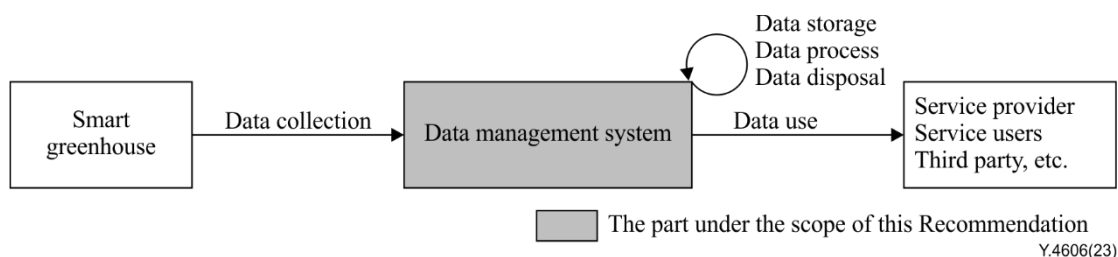 Data storage
Data process
Data disposal
Smart
greenhouse
Data collection
Data management system
Data use
Service provider
Service users
Third party, etc.
The part under the scope of this Recommendation
Y.4606(23)